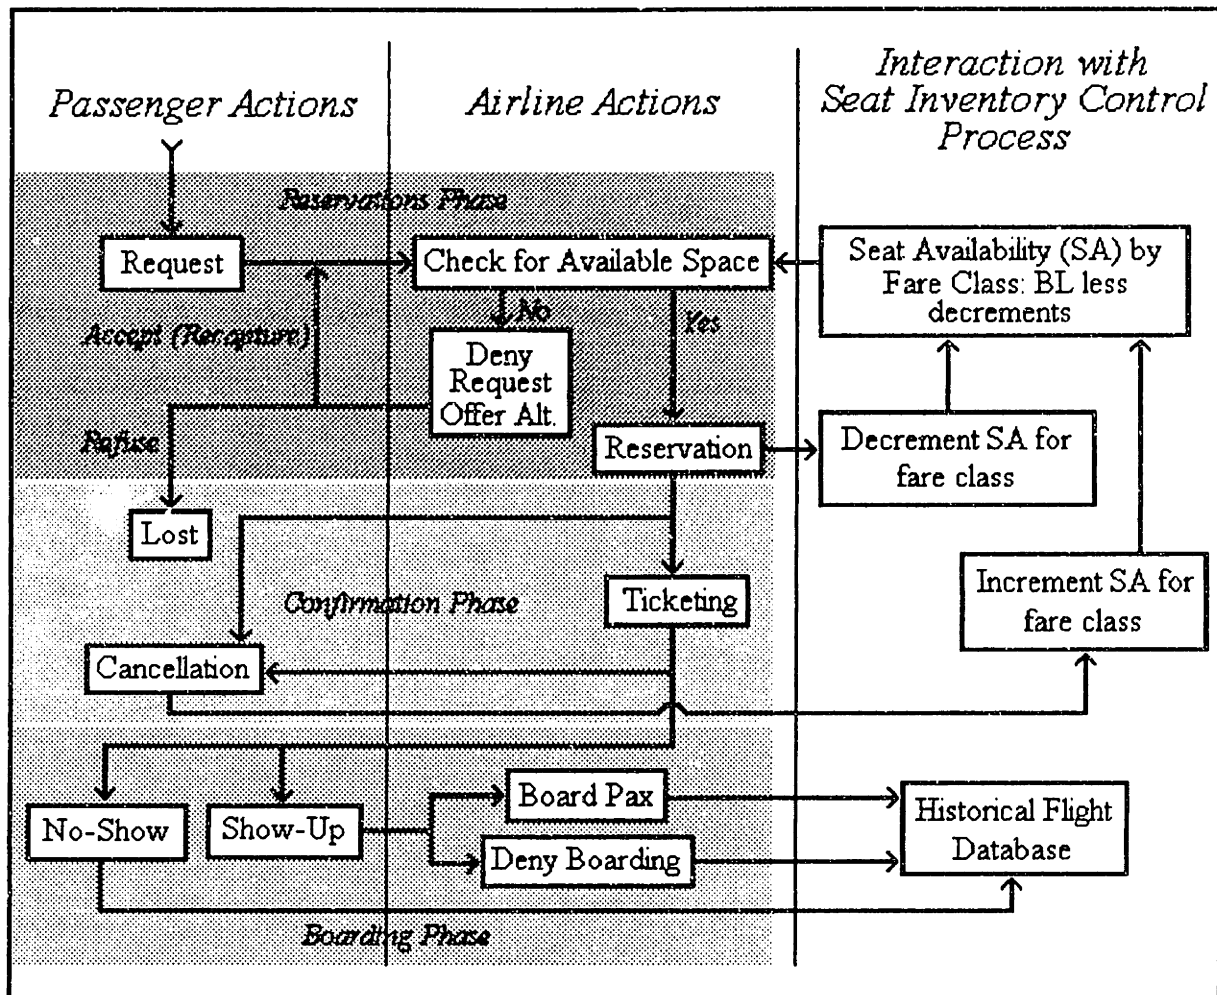 Passenger Actions
Airline Actions
Interaction with
Seat Inventory Control
Process
Reservations Phase
Request
Check for Available Space
Seat Availability (SA) by
Fare Class: BL less
decrements
No
Yes
Accept (Recapture)
Deny
Request
Offer Alt.
Refuse
Reservation
Decrement SA for
fare class
Lost
Confirmation Phase
Ticketing
Increment SA for
fare class
Cancellation
No-Show
Show-Up
Board Pax
Deny Boarding
Historical Flight
Database
Boarding Phase